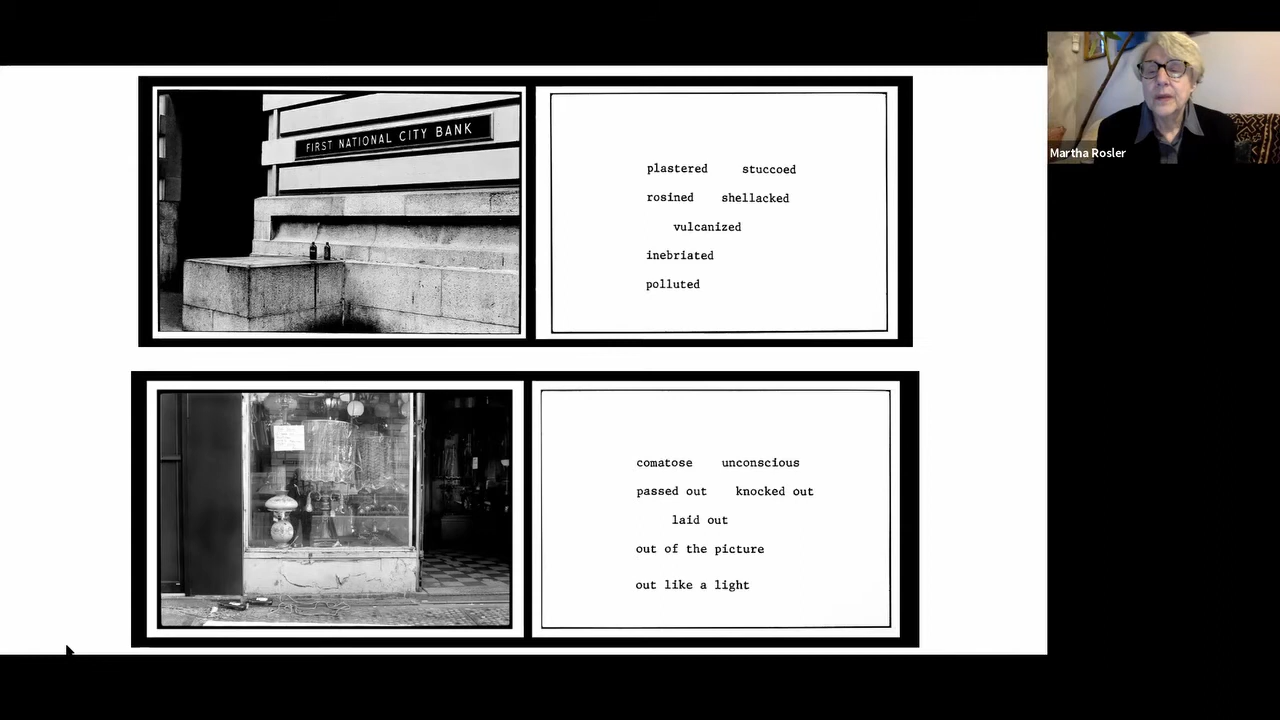 FIRST NATIONAL CITY BANK
plastered stuccoed
rosined shellacked
vulcanized
inebriated
polluted
comatose unconscious
passed out knocked out
laid out
out of the picture
out like a light
Martha Rosler